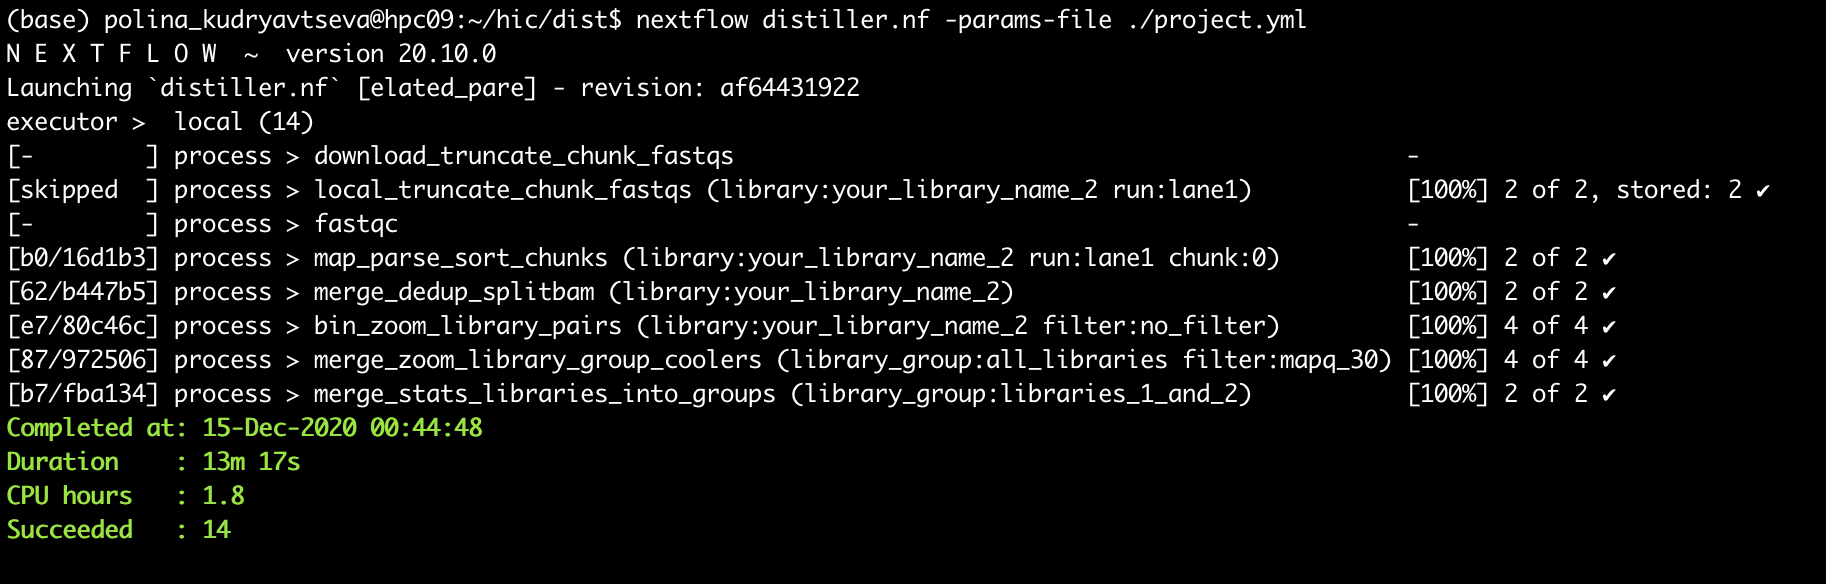 (base) polina_kudryavtseva@hpc09:~/hic/dist$ nextflow distiller.nf -params-file ./project.yml
N E X T F L O W  ~  version 20.10.0
Launching `distiller.nf` [elated_pare] - revision: af64431922
executor >  local (14)
[-        ] process > download_truncate_chunk_fastqs                                                -
[skipped  ] process > local_truncate_chunk_fastqs (library:your_library_name_2 run:lane1)           [100%] 2 of 2, stored: 2 ✔
[-        ] process > fastqc                                                                        -
[b0/16d1b3] process > map_parse_sort_chunks (library:your_library_name_2 run:lane1 chunk:0)         [100%] 2 of 2 ✔
[62/b447b5] process > merge_dedup_splitbam (library:your_library_name_2)                            [100%] 2 of 2 ✔
[e7/80c46c] process > bin_zoom_library_pairs (library:your_library_name_2 filter:no_filter)         [100%] 4 of 4 ✔
[87/972506] process > merge_zoom_library_group_coolers (library_group:all_libraries filter:mapq_30) [100%] 4 of 4 ✔
[b7/fba134] process > merge_stats_libraries_into_groups (library_group:libraries_1_and_2)           [100%] 2 of 2 ✔
Completed at: 15-Dec-2020 00:44:48
Duration    : 13m 17s
CPU hours   : 1.8
Succeeded   : 14